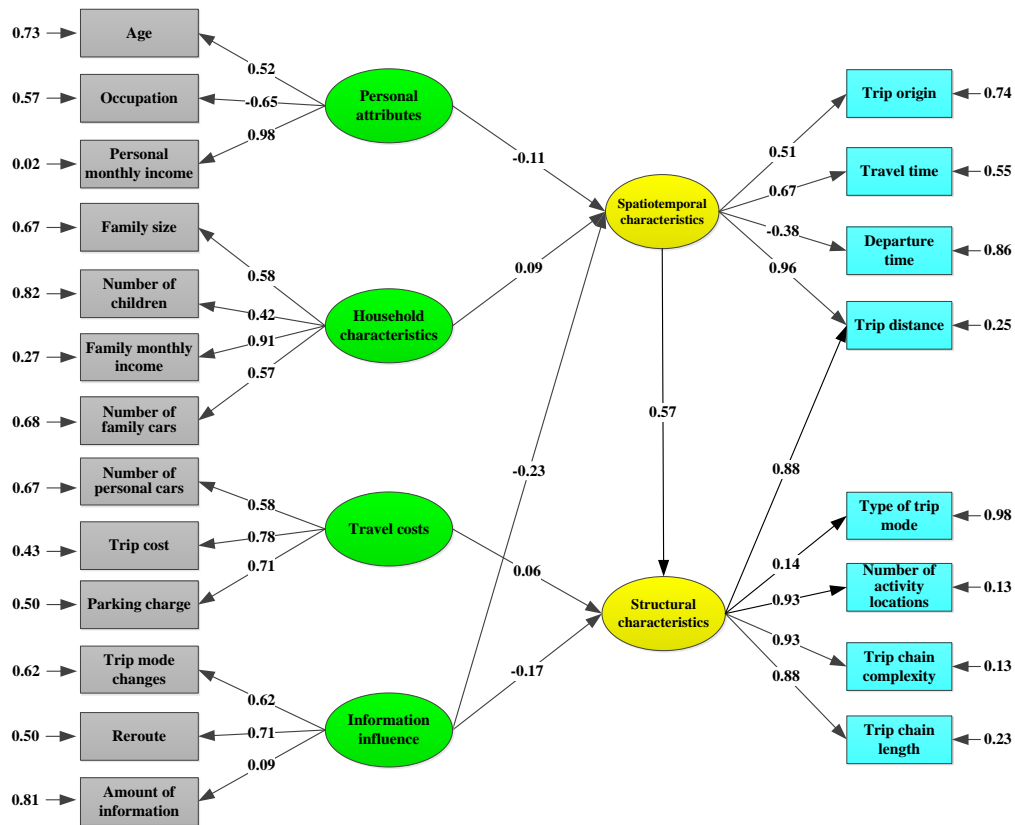 0.73
Age
0.52
0.57
Occupation
-0.65
0.02
Personal
monthly income
0.98
Personal
attributes
-0.11
0.67
Family size
0.58
0.82
Number of
children
0.42
0.27
Family monthly
income
0.91
0.68
Number of
family cars
0.57
Household
characteristics
0.09
0.67
Number of
personal cars
0.58
0.43
Trip cost
0.78
0.50
Parking charge
0.71
Travel costs
0.06
0.62
Trip mode
changes
0.62
0.50
Reroute
0.71
0.81
Amount of
information
0.09
Information
influence
-0.23
-0.17
Spatiotemporal
characteristics
0.57
Structural
characteristics
0.51
Trip origin
0.74
0.67
Travel time
0.55
-0.38
Departure
time
0.86
0.96
Trip distance
0.25
0.88
0.14
Type of trip
mode
0.98
0.93
Number of
activity
locations
0.13
0.93
Trip chain
complexity
0.13
0.88
Trip chain
length
0.23